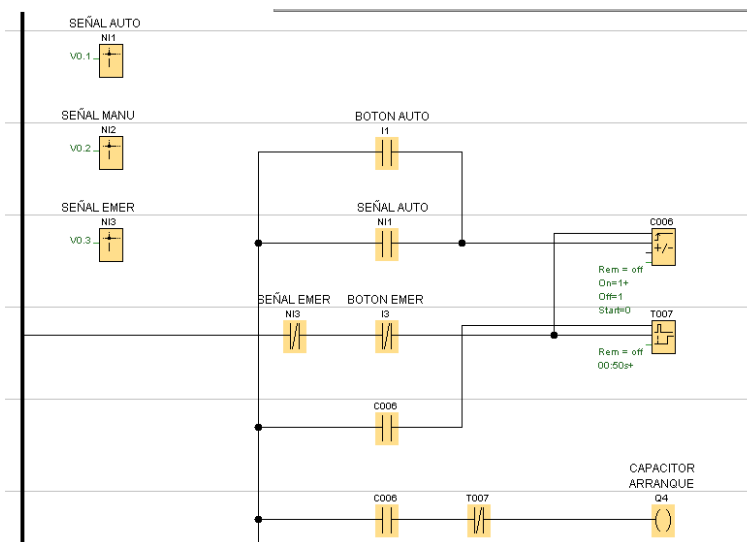 SEÑAL AUTO
NI1
V0.1
SEÑAL MANU
NI2
V0.2
BOTON AUTO
I1
SEÑAL EMER
NI3
V0.3
SEÑAL AUTO
NI1
C006
+/-
Rem = off
On=1+
Off=1
Start=0
SEÑAL EMER
NI3
BOTON EMER
I3
T007
Rem = off
00:50s+
C006
C006
T007
CAPACITOR
ARRANQUE
Q4